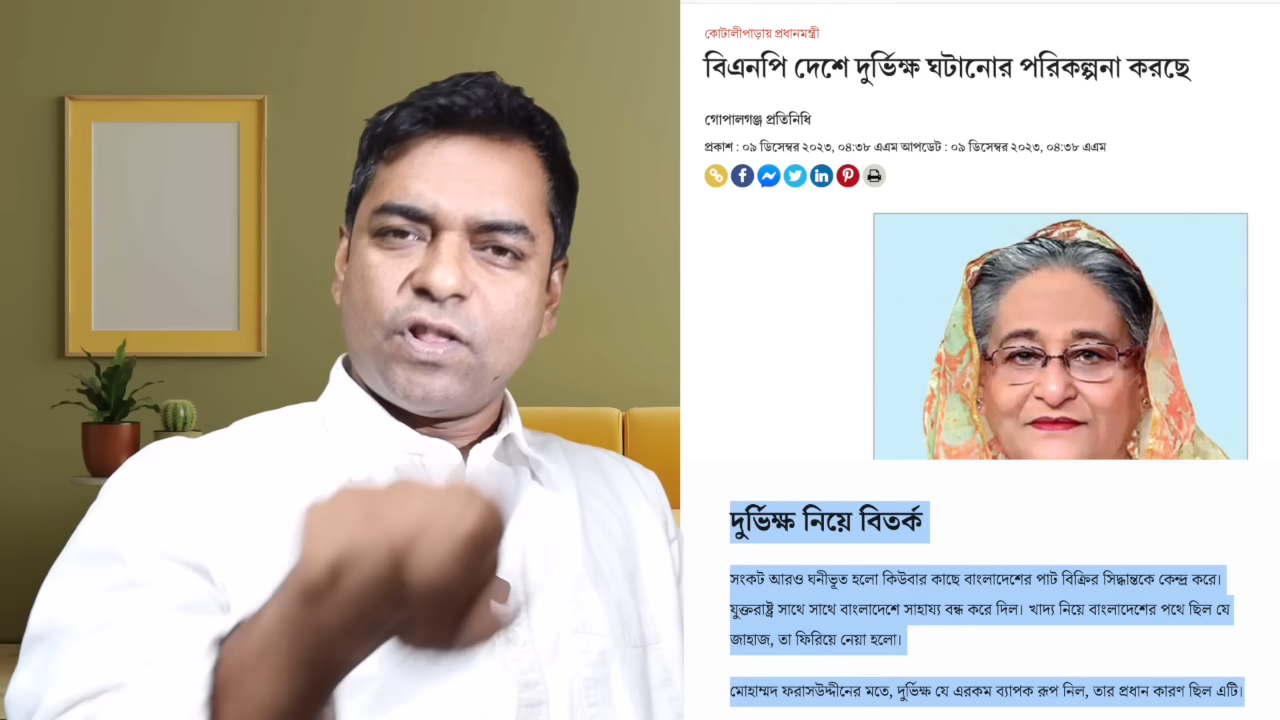 কোটালীপাড়ায় প্রধানমন্ত্রী
বিএনপি দেশে দুর্ভিক্ষ ঘটানোর পরিকল্পনা করছে
গোপালগঞ্জ প্রতিনিধি
প্রকাশ : ০৯ ডিসেম্বর ২০২৩, ০৪:৩৮ এএম আপডেট : ০৯ ডিসেম্বর ২০২৩, ০৪:৩৮ এএম
দুর্ভিক্ষ নিয়ে বিতর্ক
সংকট আরও ঘনীভূত হলো কিউবার কাছে বাংলাদেশের পাট বিক্রির সিদ্ধান্তকে কেন্দ্র করে।
যুক্তরাষ্ট্র সাথে সাথে বাংলাদেশে সাহায্য বন্ধ করে দিল। খাদ্য নিয়ে বাংলাদেশের পথে ছিল যে
জাহাজ, তা ফিরিয়ে নেয়া হলো।
মোহাম্মদ ফরাসউদ্দীনের মতে, দুর্ভিক্ষ যে এরকম ব্যাপক রূপ নিল, তার প্রধান কারণ ছিল এটি।